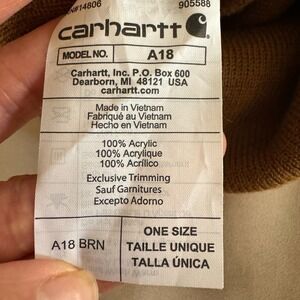 N#14806 905588
carhartt
MODEL NO. A18
Carhartt, Inc. P.O. Box 600
Dearborn, MI 48121 USA
carhartt.com
Made in Vietnam
Fabriqué au Vietnam
Hecho en Vietnam
100% Acrylic
100% Acrylique
100% Acrílico
Exclusive Trimming
Sauf Garnitures
Excepto Adorno
A18 BRN
ONE SIZE
TAILLE UNIQUE
TALLA ÚNICA